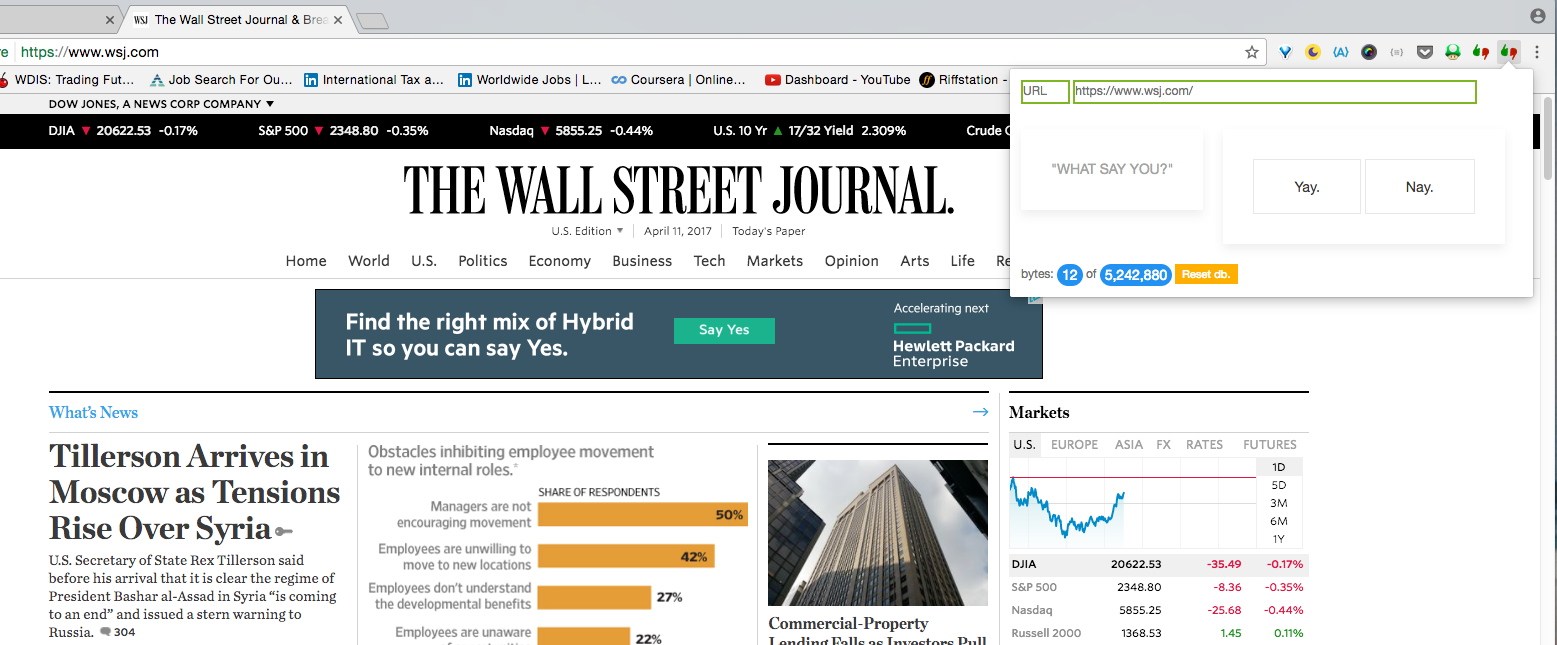 WSJ The Wall Street Journal & Brea
https://www.wsj.com
WDIS: Trading Fut... Job Search For Ou... International Tax a... Worldwide Jobs | L... Coursera | Online... Dashboard - YouTube Riffstation -
DOW JONES, A NEWS CORP COMPANY
DJIA 20622.53 -0.17% S&P 500 2348.80 -0.35% Nasdaq 5855.25 -0.44% U.S. 10 Yr 17/32 Yield 2.309% Crude
URL https://www.wsj.com/
"WHAT SAY YOU?"
Yay. Nay.
bytes: 12 of 5,242,880 Reset db.
THE WALL STREET JOURNAL.
U.S. Edition April 11, 2017 Today's Paper
Home World U.S. Politics Economy Business Tech Markets Opinion Arts Life Re
Find the right mix of Hybrid
IT so you can say Yes.
Say Yes
Accelerating next
Hewlett Packard
Enterprise
What's News
Tillerson Arrives in
Moscow as Tensions
Rise Over Syria
U.S. Secretary of State Rex Tillerson said
before his arrival that it is clear the regime of
President Bashar al-Assad in Syria “is coming
to an end” and issued a stern warning to
Russia. 304
Obstacles inhibiting employee movement
to new internal roles.*
SHARE OF RESPONDENTS
Managers are not
encouraging movement
50%
Employees are unwilling to
move to new locations
42%
Employees don't understand
the developmental benefits
27%
Employees are unaware
22%
Commercial-Property
Lending Falls as Investors Pull
Markets
U.S. EUROPE ASIA FX RATES FUTURES
1D
5D
3M
6M
1Y
DJIA 20622.53 -35.49 -0.17%
S&P 500 2348.80 -8.36 -0.35%
Nasdaq 5855.25 -25.68 -0.44%
Russell 2000 1368.53 1.45 0.11%